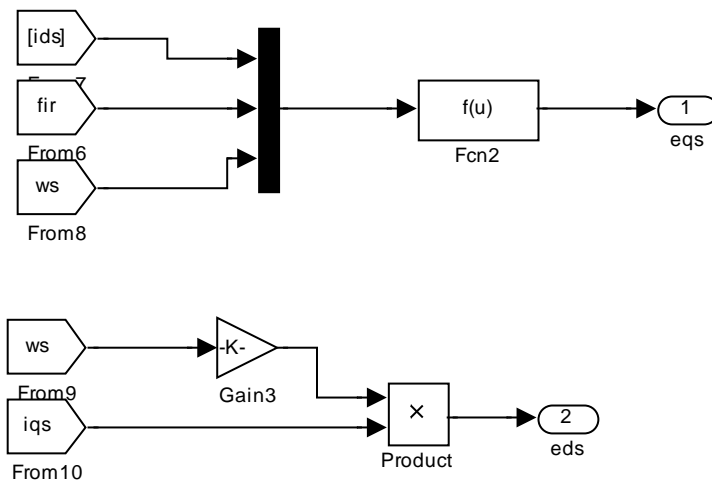 [ids]
fir
From6
ws
From8
f(u)
Fcn2
1
eqs
ws
From9
-K-
Gain3
iqs
From10
×
Product
2
eds